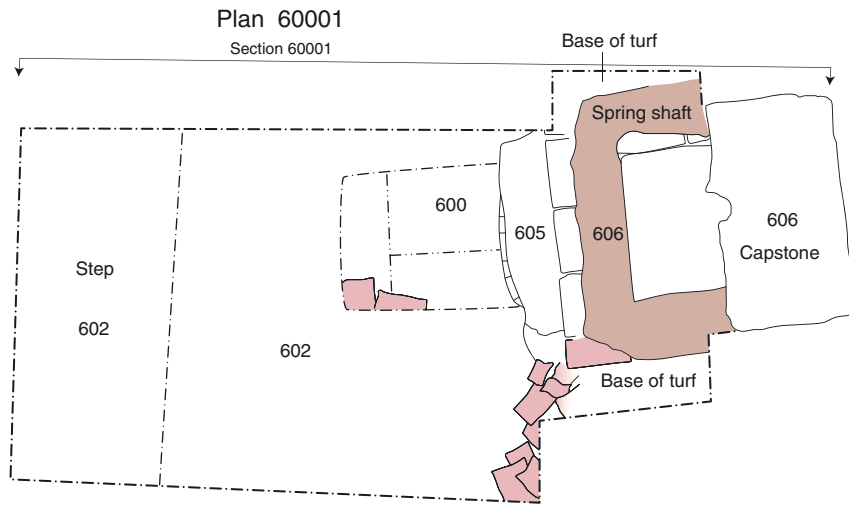 Plan 60001
Section 60001
Base of turf
Spring shaft
600
605
606
606
Capstone
Step
602
602
Base of turf